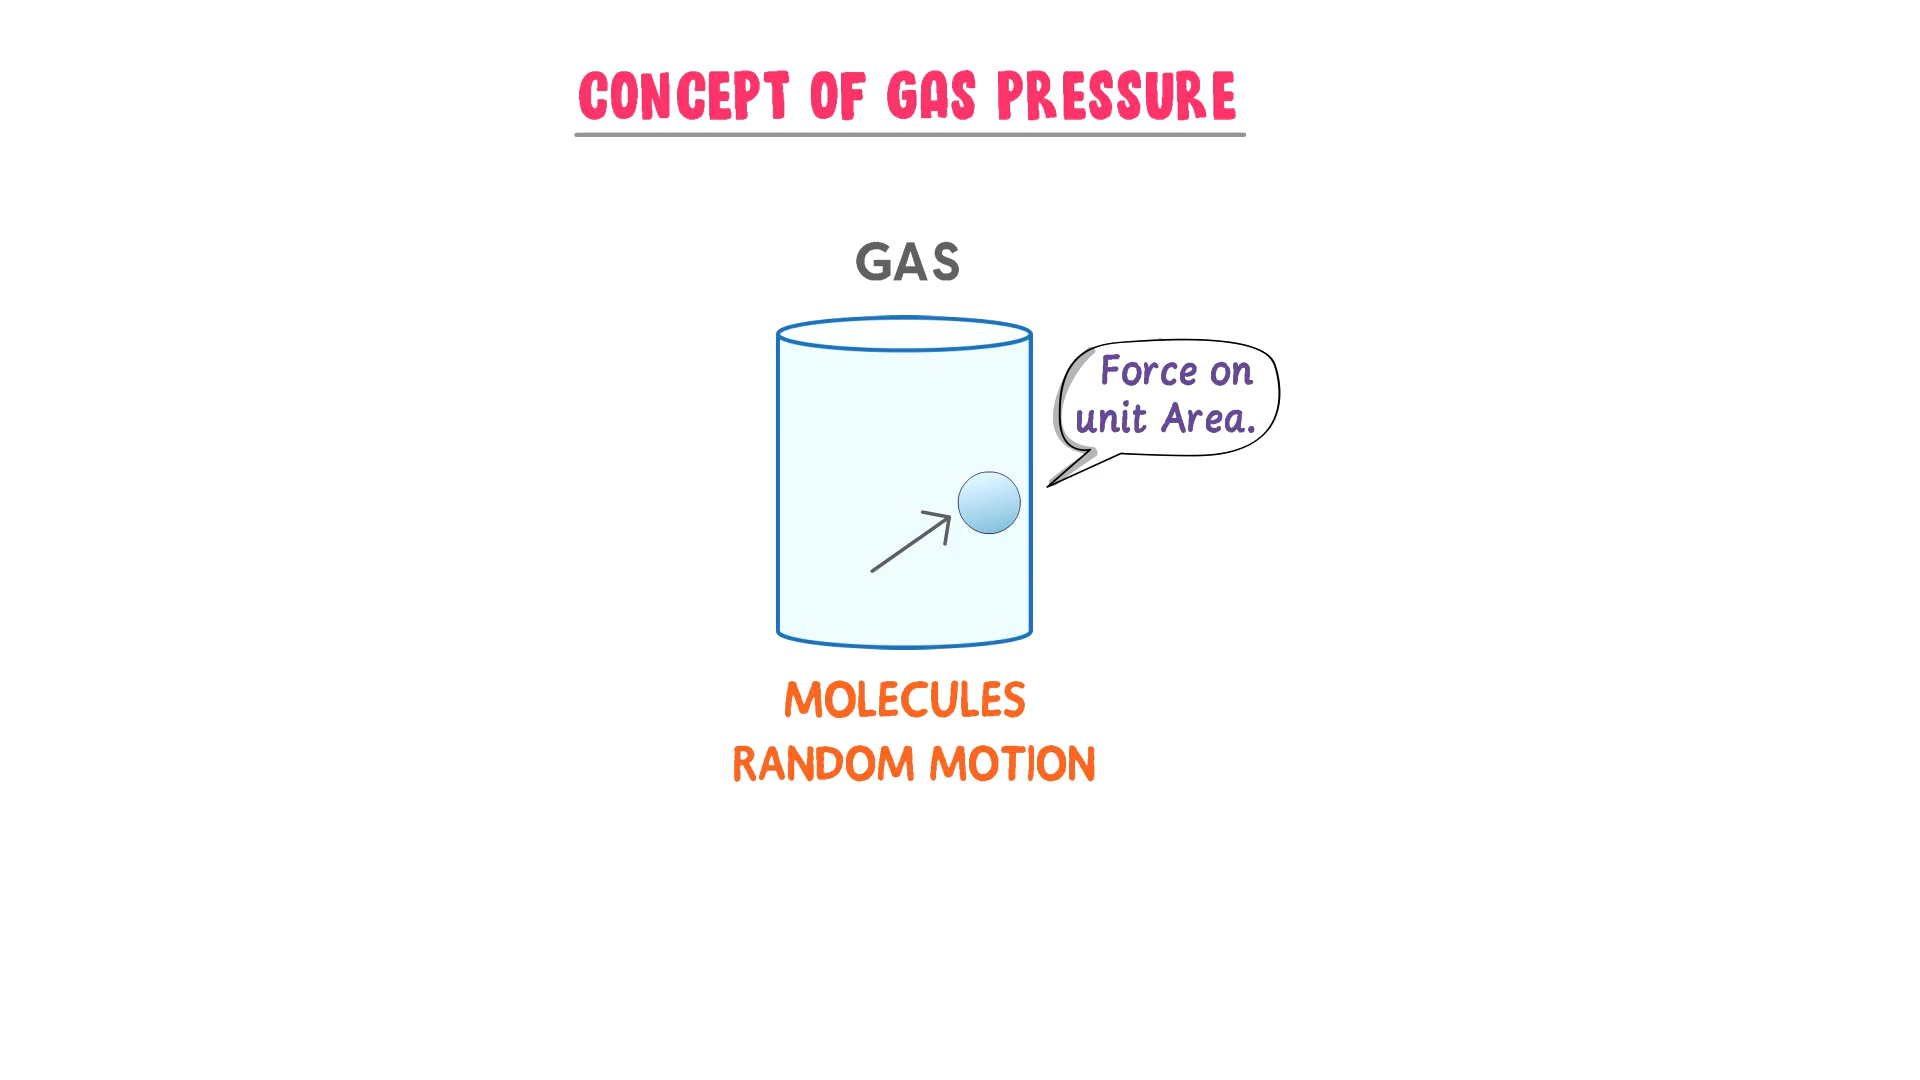 CONCEPT OF GAS PRESSURE
GAS
Force on
unit Area.
MOLECULES
RANDOM MOTION